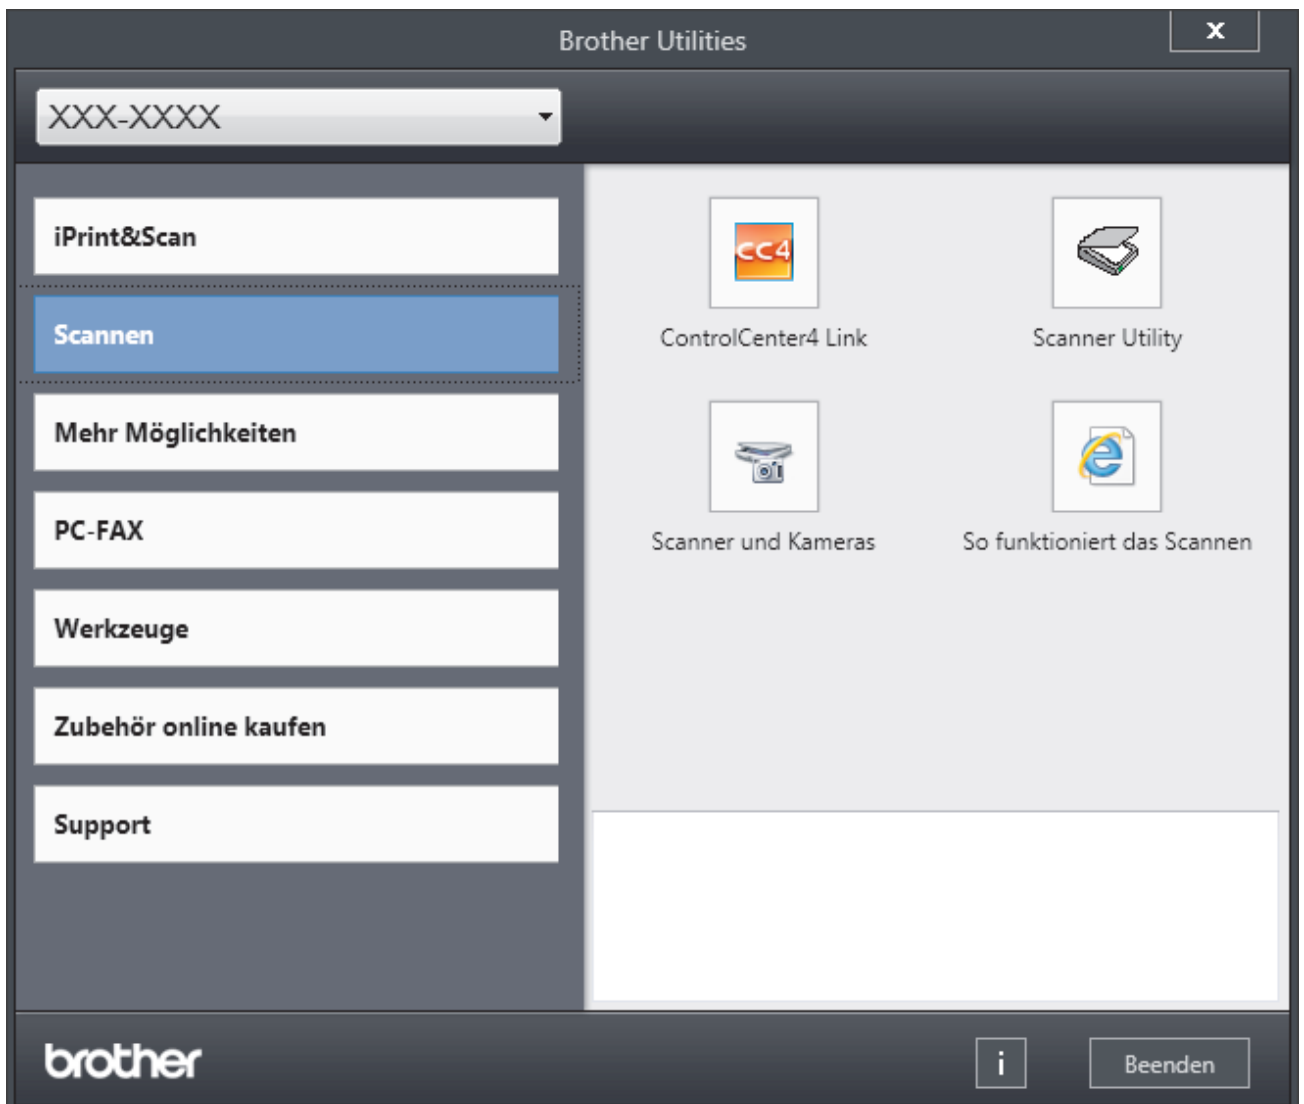 Brother Utilities
x
XXX-XXXX
iPrint&Scan
Scannen
Mehr Möglichkeiten
PC-FAX
Werkzeuge
Zubehör online kaufen
Support
CC4
ControlCenter4 Link
Scanner Utility
Scanner und Kameras
So funktioniert das Scannen
brother
i
Beenden